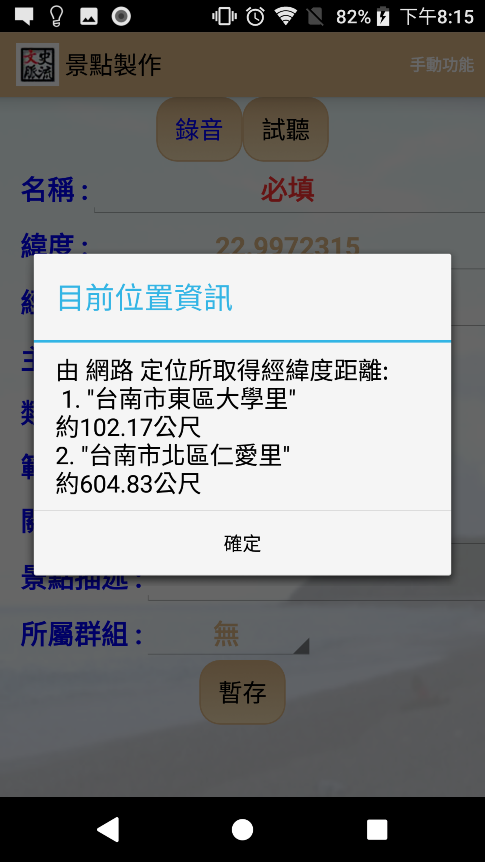 82% 下午8:15
文史脈流 景點製作 手動功能
錄音 試聽
名稱 : 必填
緯度 : 22.9972315
目前位置資訊
由 網路 定位所取得經緯度距離:
1. "台南市東區大學里"
約102.17公尺
2. "台南市北區仁愛里"
約604.83公尺
確定
景點描述 :
所屬群組 : 無
暫存